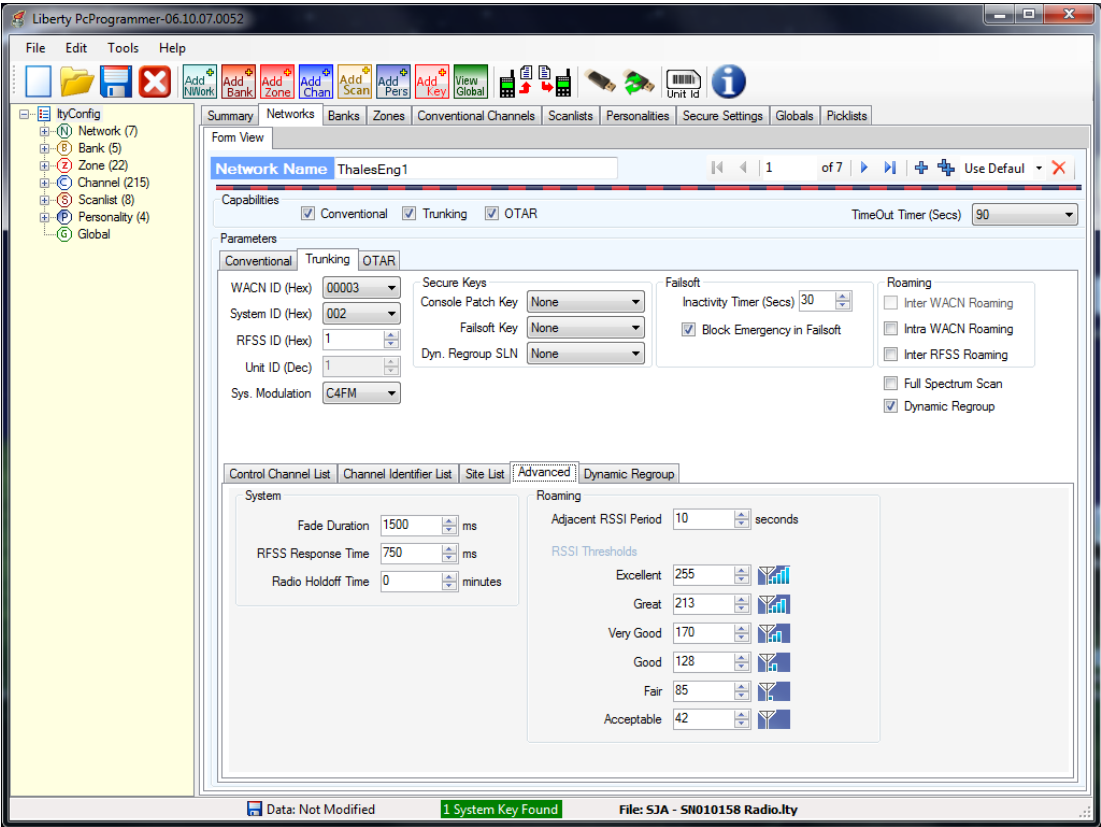 Liberty PcProgrammer-06.10.07.0052
File Edit Tools Help
Add NWork Add Bank Add Zone Add Chan Add Scan Add Pers Add Key View Global Unit Id
ltyConfig
N Network (7)
B Bank (5)
Z Zone (22)
C Channel (215)
S Scanlist (8)
P Personality (4)
G Global
Summary Networks Banks Zones Conventional Channels Scanlists Personalities Secure Settings Globals Picklists
Form View
Network Name ThalesEng1 1 of 7 Use Defaul
Capabilities
Conventional Trunking OTAR TimeOut Timer (Secs) 90
Parameters
Conventional Trunking OTAR
WACN ID (Hex) 00003
System ID (Hex) 002
RFSS ID (Hex) 1
Unit ID (Dec) 1
Sys. Modulation C4FM
Secure Keys
Console Patch Key None
Failsoft Key None
Dyn. Regroup SLN None
Failsoft
Inactivity Timer (Secs) 30
Block Emergency in Failsoft
Roaming
Inter WACN Roaming
Intra WACN Roaming
Inter RFSS Roaming
Full Spectrum Scan
Dynamic Regroup
Control Channel List Channel Identifier List Site List Advanced Dynamic Regroup
System
Fade Duration 1500 ms
RFSS Response Time 750 ms
Radio Holdoff Time 0 minutes
Roaming
Adjacent RSSI Period 10 seconds
RSSI Thresholds
Excellent 255
Great 213
Very Good 170
Good 128
Fair 85
Acceptable 42
Data: Not Modified 1 System Key Found File: SJA - SN010158 Radio.lty